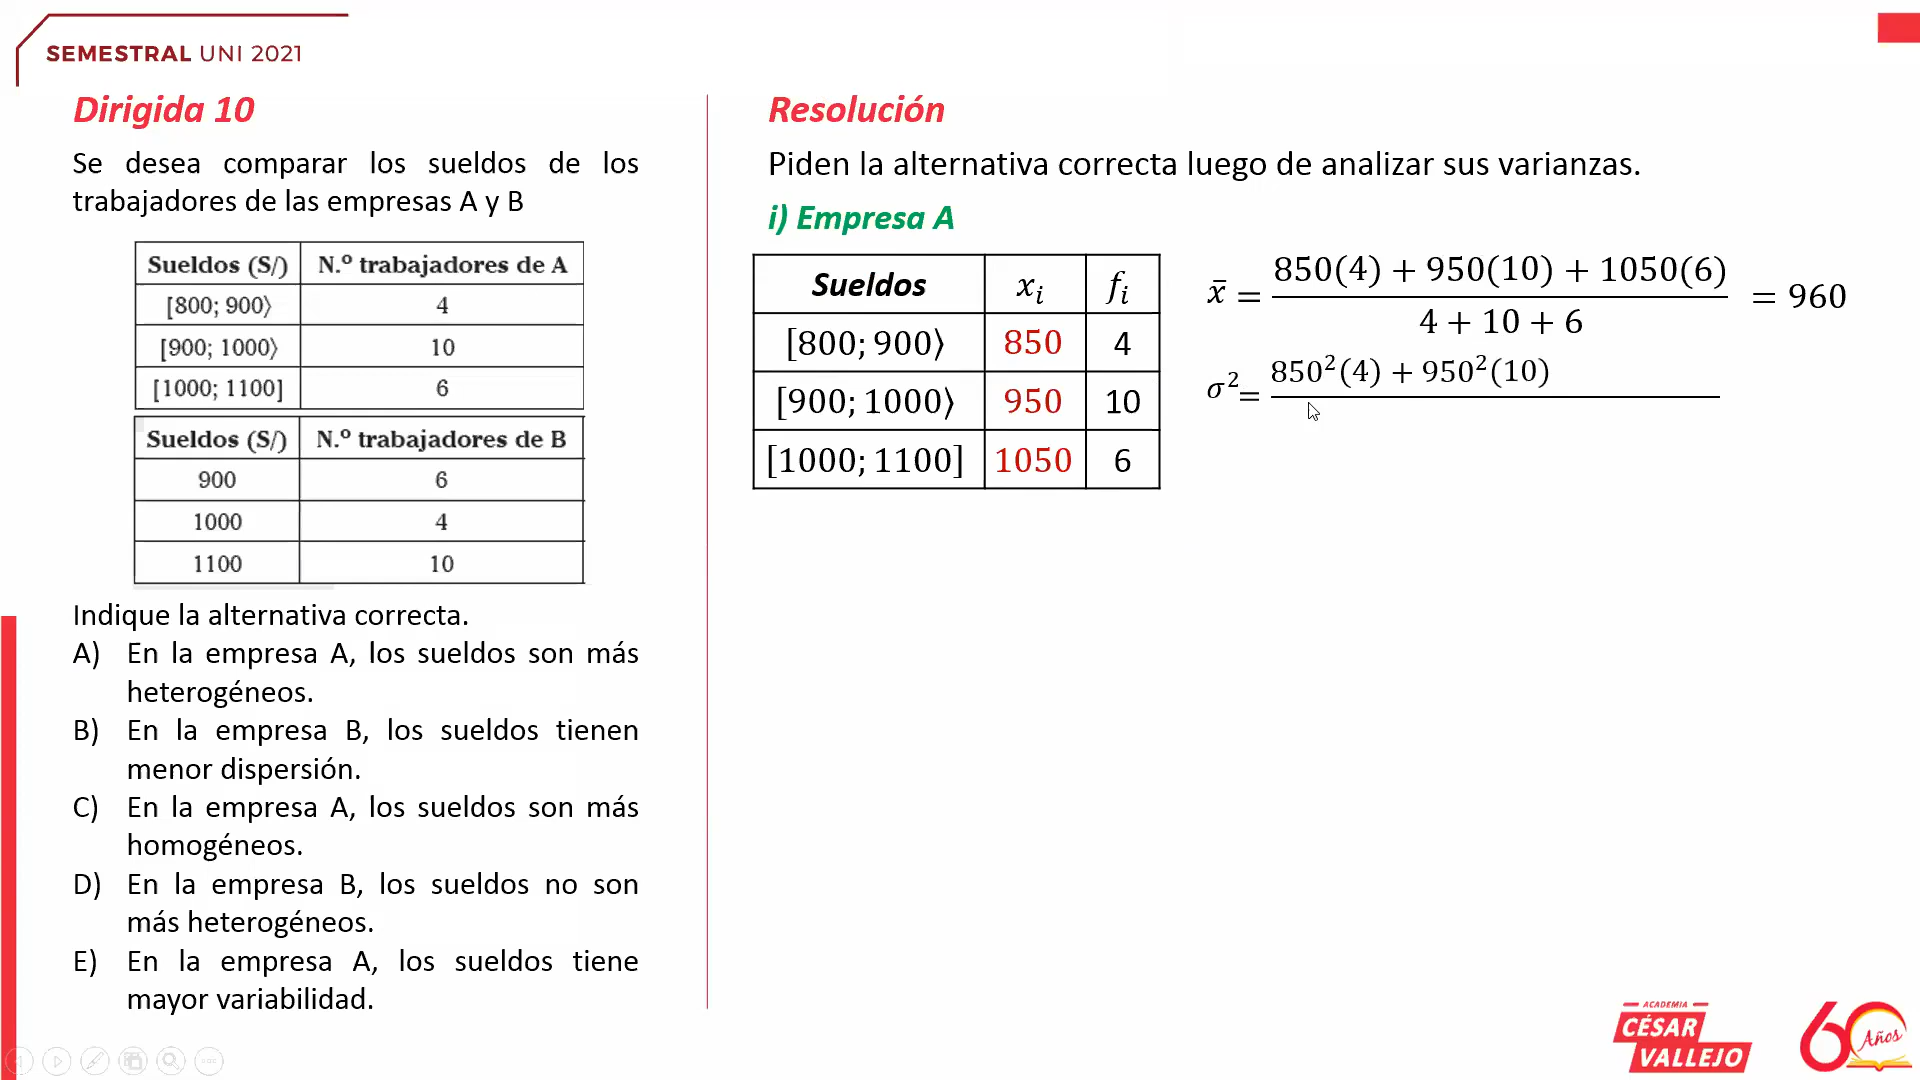 SEMESTRAL UNI 2021
Dirigida 10
Se desea comparar los sueldos de los
trabajadores de las empresas A y B
Sueldos (S/) N.º trabajadores de A
[800; 900⟩ 4
[900; 1000⟩ 10
[1000; 1100] 6
Sueldos (S/) N.º trabajadores de B
900 6
1000 4
1100 10
Indique la alternativa correcta.
A) En la empresa A, los sueldos son más
heterogéneos.
B) En la empresa B, los sueldos tienen
menor dispersión.
C) En la empresa A, los sueldos son más
homogéneos.
D) En la empresa B, los sueldos no son
más heterogéneos.
E) En la empresa A, los sueldos tiene
mayor variabilidad.
Resolución
Piden la alternativa correcta luego de analizar sus varianzas.
i) Empresa A
Sueldos xᵢ fᵢ
[800; 900⟩ 850 4
[900; 1000⟩ 950 10
[1000; 1100] 1050 6
850(4) + 950(10) + 1050(6)
x̄ = = 960
4 + 10 + 6
850²(4) + 950²(10)
σ²=
ACADEMIA
CÉSAR
VALLEJO
60
Años